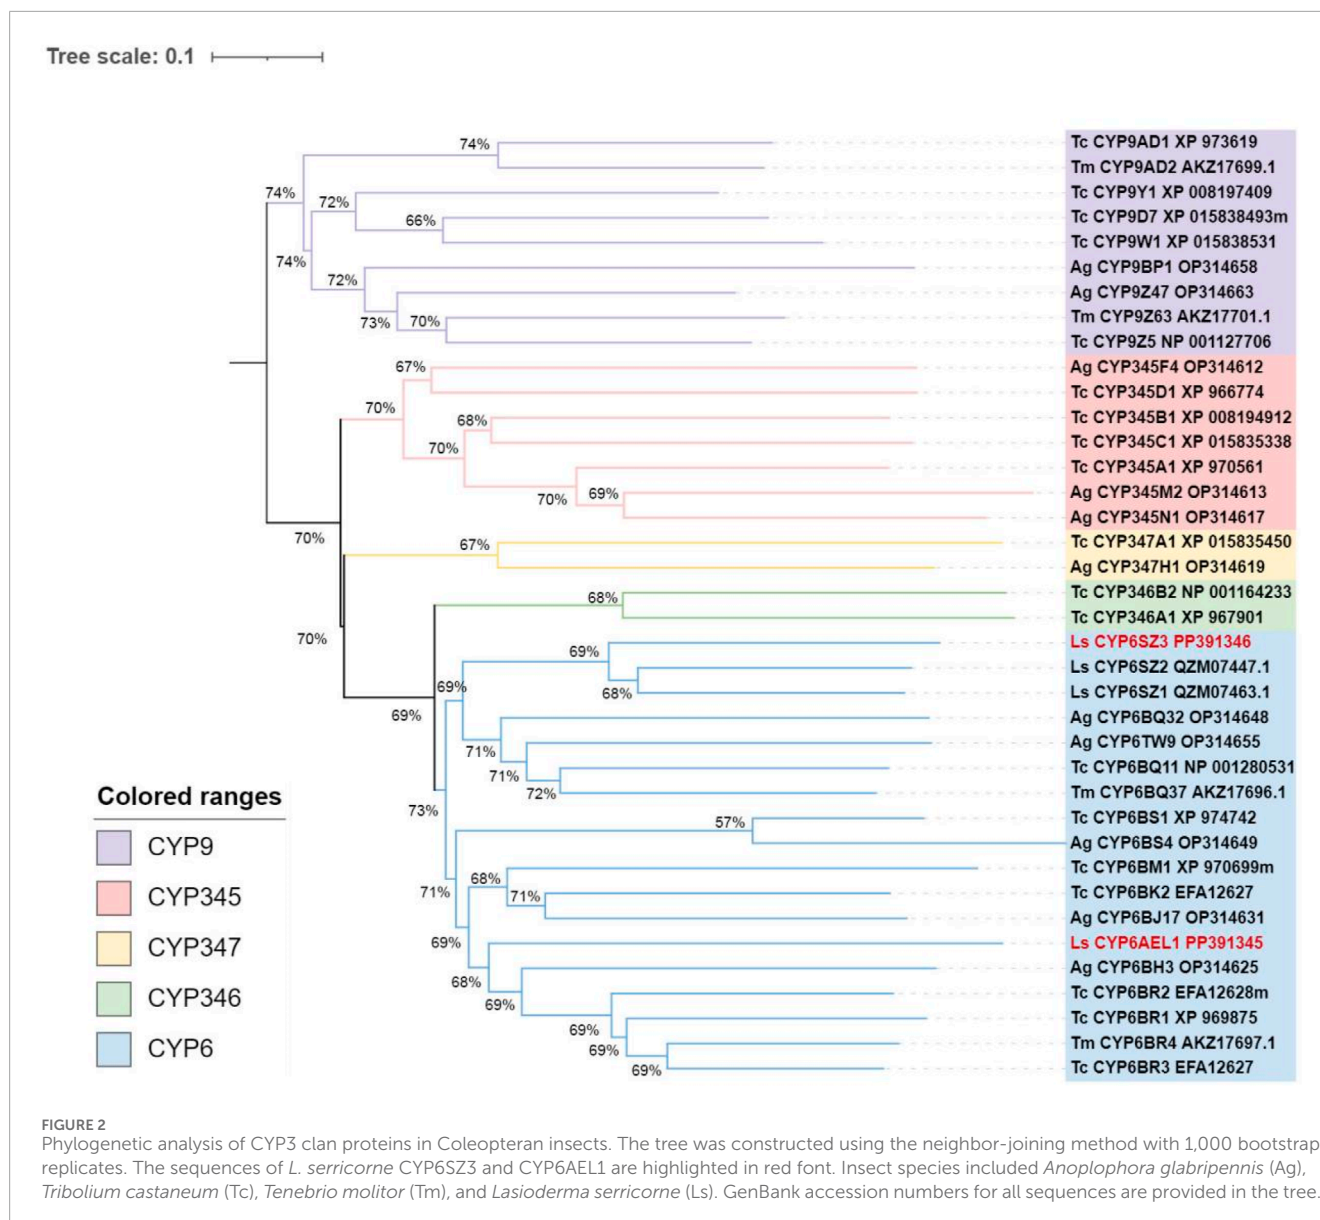 Tree scale: 0.1
74%
Tc CYP9AD1 XP 973619
Tm CYP9AD2 AKZ17699.1
74%
72%
Tc CYP9Y1 XP 008197409
66%
Tc CYP9D7 XP 015838493m
Tc CYP9W1 XP 015838531
74%
72%
Ag CYP9BP1 OP314658
Ag CYP9Z47 OP314663
73%
70%
Tm CYP9Z63 AKZ17701.1
Tc CYP9Z5 NP 001127706
67%
Ag CYP345F4 OP314612
Tc CYP345D1 XP 966774
70%
68%
Tc CYP345B1 XP 008194912
70%
Tc CYP345C1 XP 015835338
Tc CYP345A1 XP 970561
70%
69%
Ag CYP345M2 OP314613
Ag CYP345N1 OP314617
70%
67%
Tc CYP347A1 XP 015835450
Ag CYP347H1 OP314619
68%
Tc CYP346B2 NP 001164233
Tc CYP346A1 XP 967901
70%
69%
Ls CYP6SZ3 PP391346
Ls CYP6SZ2 QZM07447.1
69%
68%
Ls CYP6SZ1 QZM07463.1
69%
Ag CYP6BQ32 OP314648
71%
Ag CYP6TW9 OP314655
71%
Tc CYP6BQ11 NP 001280531
72%
Tm CYP6BQ37 AKZ17696.1
73%
57%
Tc CYP6BS1 XP 974742
Ag CYP6BS4 OP314649
71%
68%
Tc CYP6BM1 XP 970699m
71%
Tc CYP6BK2 EFA12627
Ag CYP6BJ17 OP314631
69%
Ls CYP6AEL1 PP391345
68%
Ag CYP6BH3 OP314625
69%
Tc CYP6BR2 EFA12628m
69%
Tc CYP6BR1 XP 969875
69%
Tm CYP6BR4 AKZ17697.1
69%
Tc CYP6BR3 EFA12627
Colored ranges
CYP9
CYP345
CYP347
CYP346
CYP6
FIGURE 2
Phylogenetic analysis of CYP3 clan proteins in Coleopteran insects. The tree was constructed using the neighbor-joining method with 1,000 bootstrap
replicates. The sequences of L. serricorne CYP6SZ3 and CYP6AEL1 are highlighted in red font. Insect species included Anoplophora glabripennis (Ag),
Tribolium castaneum (Tc), Tenebrio molitor (Tm), and Lasioderma serricorne (Ls). GenBank accession numbers for all sequences are provided in the tree.